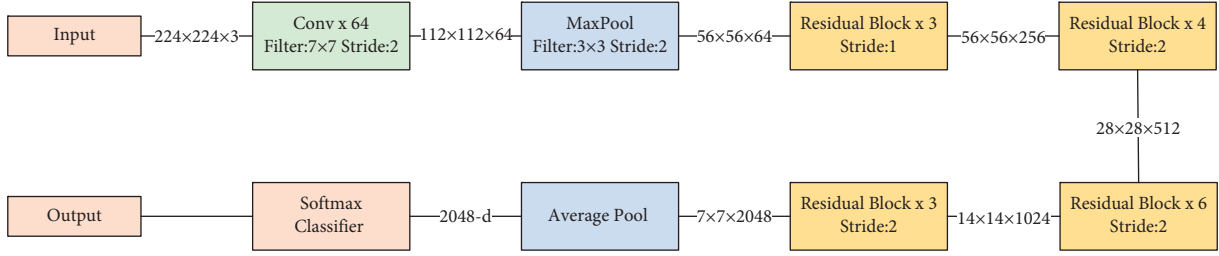 Input
224×224×3
Conv x 64
Filter:7×7 Stride:2
112×112×64
MaxPool
Filter:3×3 Stride:2
56×56×64
Residual Block x 3
Stride:1
56×56×256
Residual Block x 4
Stride:2
28×28×512
Residual Block x 6
Stride:2
14×14×1024
Residual Block x 3
Stride:2
7×7×2048
Average Pool
2048-d
Softmax
Classifier
Output